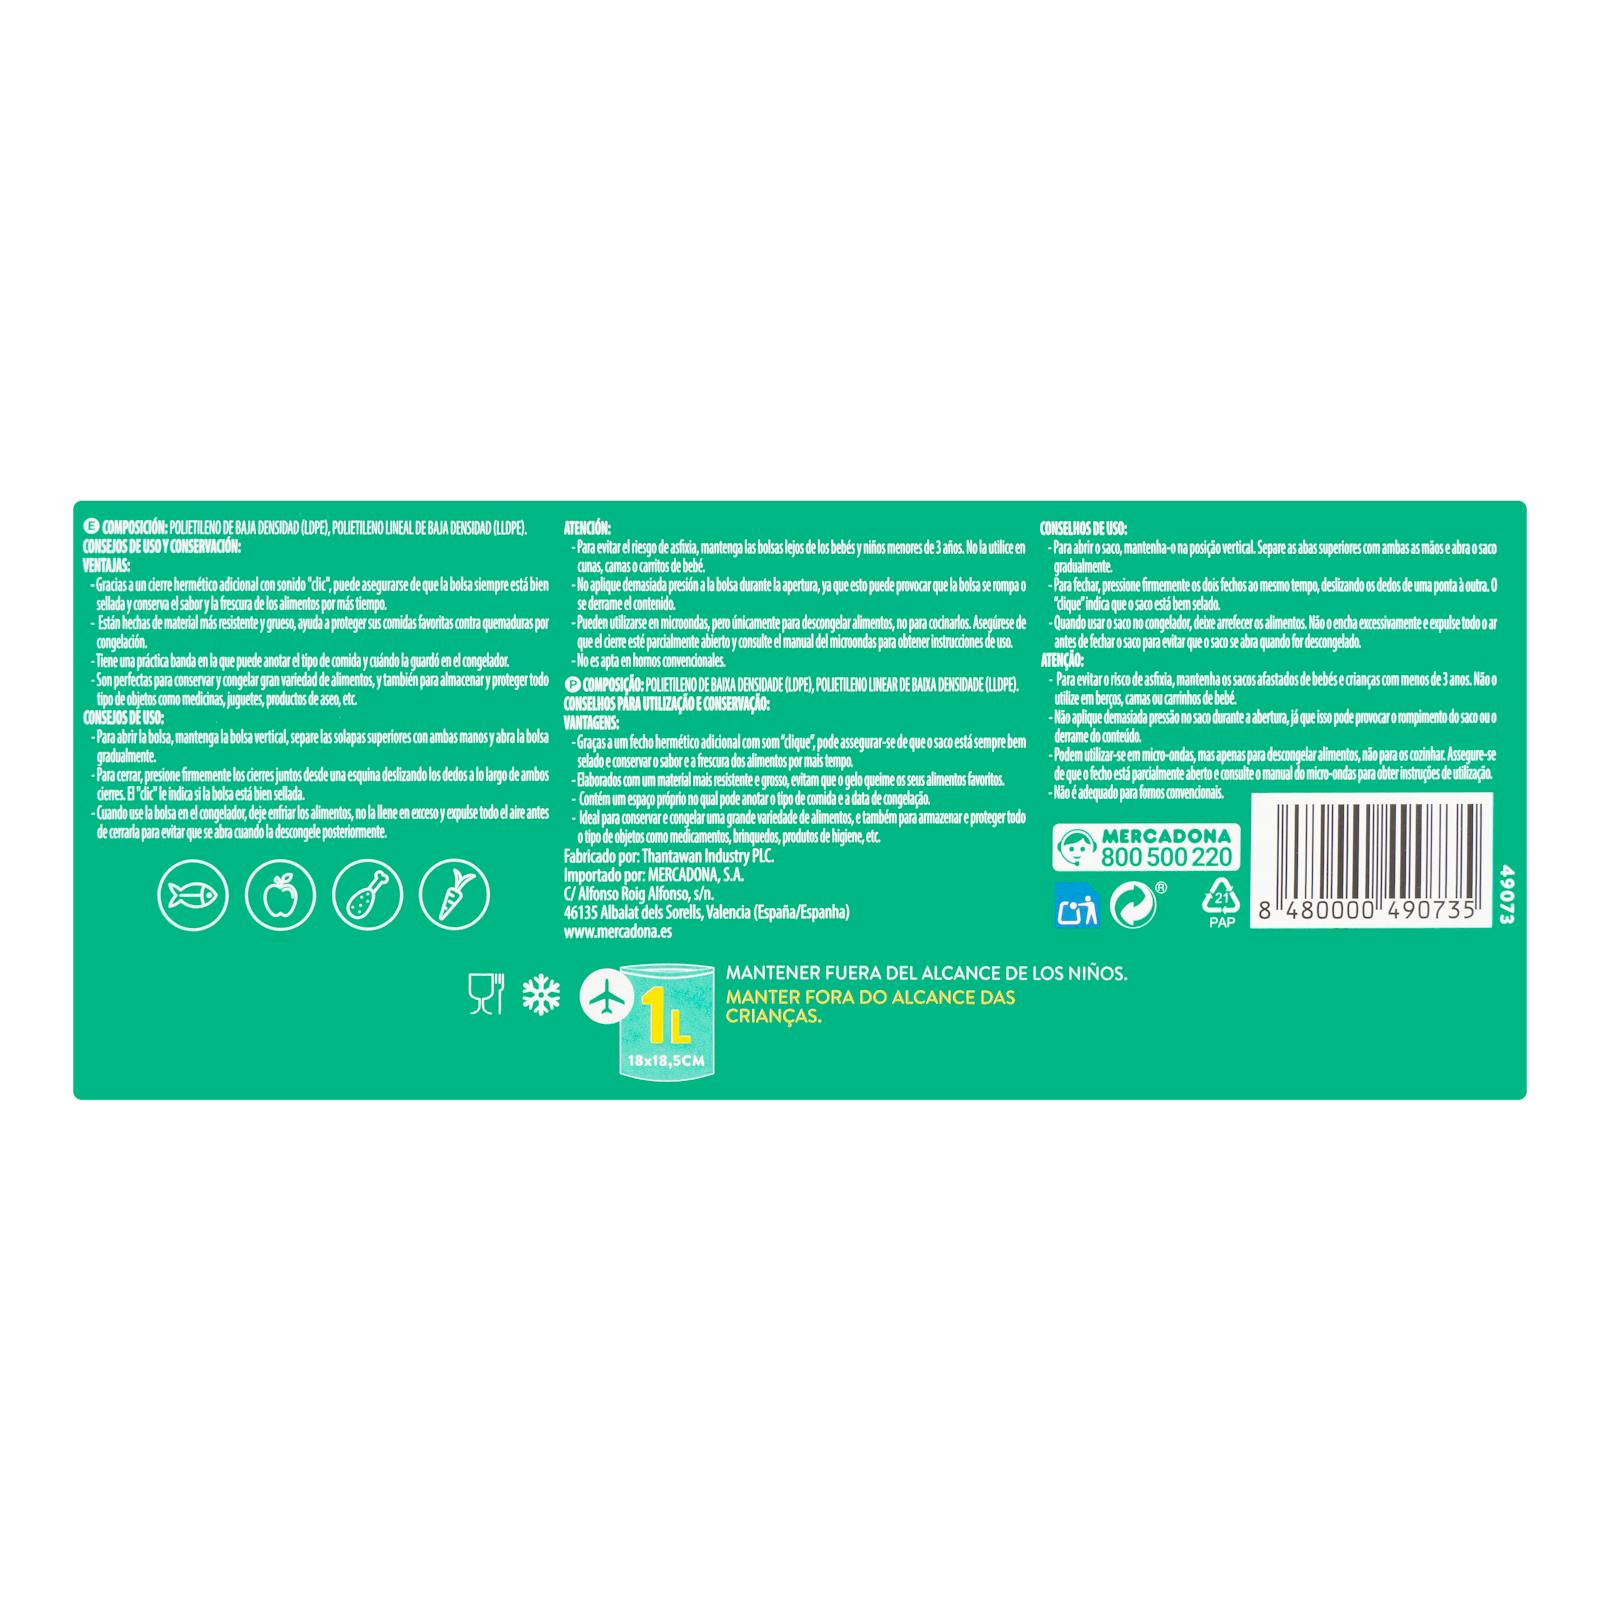 E COMPOSICIÓN: POLIETILENO DE BAJA DENSIDAD (LDPE), POLIETILENO LINEAL DE BAJA DENSIDAD (LLDPE).
CONSEJOS DE USO Y CONSERVACIÓN:
VENTAJAS:
- Gracias a un cierre hermético adicional con sonido "clic", puede asegurarse de que la bolsa siempre está bien
sellada y conserva el sabor y la frescura de los alimentos por más tiempo.
- Están hechas de material más resistente y grueso, ayuda a proteger sus comidas favoritas contra quemaduras por
congelación.
- Tiene una práctica banda en la que puede anotar el tipo de comida y cuándo la guardó en el congelador.
- Son perfectas para conservar y congelar gran variedad de alimentos, y también para almacenar y proteger todo
tipo de objetos como medicinas, juguetes, productos de aseo, etc.
CONSEJOS DE USO:
- Para abrir la bolsa, mantenga la bolsa vertical, separe las solapas superiores con ambas manos y abra la bolsa
gradualmente.
- Para cerrar, presione firmemente los cierres juntos desde una esquina deslizando los dedos a lo largo de ambos
cierres. El "clic" le indica si la bolsa está bien sellada.
- Cuando use la bolsa en el congelador, deje enfriar los alimentos, no la llene en exceso y expulse todo el aire antes
de cerrarla para evitar que se abra cuando la descongele posteriormente.
ATENCIÓN:
- Para evitar el riesgo de asfixia, mantenga las bolsas lejos de los bebés y niños menores de 3 años. No la utilice en
cunas, camas o carritos de bebé.
- No aplique demasiada presión a la bolsa durante la apertura, ya que esto puede provocar que la bolsa se rompa o
se derrame el contenido.
- Pueden utilizarse en microondas, pero únicamente para descongelar alimentos, no para cocinarlos. Asegúrese de
que el cierre esté parcialmente abierto y consulte el manual del microondas para obtener instrucciones de uso.
- No es apta en hornos convencionales.
P COMPOSIÇÃO: POLIETILENO DE BAIXA DENSIDADE (LDPE), POLIETILENO LINEAR DE BAIXA DENSIDADE (LLDPE).
CONSELHOS PARA UTILIZAÇÃO E CONSERVAÇÃO:
VANTAGENS:
- Graças a um fecho hermético adicional com som “clique”, pode assegurar-se de que o saco está sempre bem
selado e conservar o sabor e a frescura dos alimentos por mais tempo.
- Elaborados com um material mais resistente e grosso, evitam que o gelo queime os seus alimentos favoritos.
- Contém um espaço próprio no qual pode anotar o tipo de comida e a data de congelação.
- Ideal para conservar e congelar uma grande variedade de alimentos, e também para armazenar e proteger todo
o tipo de objetos como medicamentos, brinquedos, produtos de higiene, etc.
Fabricado por: Thantawan Industry PLC.
Importado por: MERCADONA, S.A.
C/ Alfonso Roig Alfonso, s/n.
46135 Albalat dels Sorells, Valencia (España/Espanha)
www.mercadona.es
CONSELHOS DE USO:
- Para abrir o saco, mantenha-o na posição vertical. Separe as abas superiores com ambas as mãos e abra o saco
gradualmente.
- Para fechar, pressione firmemente os dois fechos ao mesmo tempo, deslizando os dedos de uma ponta à outra. O
“clique” indica que o saco está bem selado.
- Quando usar o saco no congelador, deixe arrefecer os alimentos. Não o encha excessivamente e expulse todo o ar
antes de fechar o saco para evitar que o saco se abra quando for descongelado.
ATENÇÃO:
- Para evitar o risco de asfixia, mantenha os sacos afastados de bebés e crianças com menos de 3 anos. Não o
utilize em berços, camas ou carrinhos de bebé.
- Não aplique demasiada pressão no saco durante a abertura, já que isso pode provocar o rompimento do saco ou o
derrame do conteúdo.
- Podem utilizar-se em micro-ondas, mas apenas para descongelar alimentos, não para os cozinhar. Assegure-se
de que o fecho está parcialmente aberto e consulte o manual do micro-ondas para obter instruções de utilização.
- Não é adequado para fornos convencionais.
MERCADONA
800 500 220
®
21
PAP
8 480000 490735
49073
1L
18x18,5CM
MANTENER FUERA DEL ALCANCE DE LOS NIÑOS.
MANTER FORA DO ALCANCE DAS
CRIANÇAS.